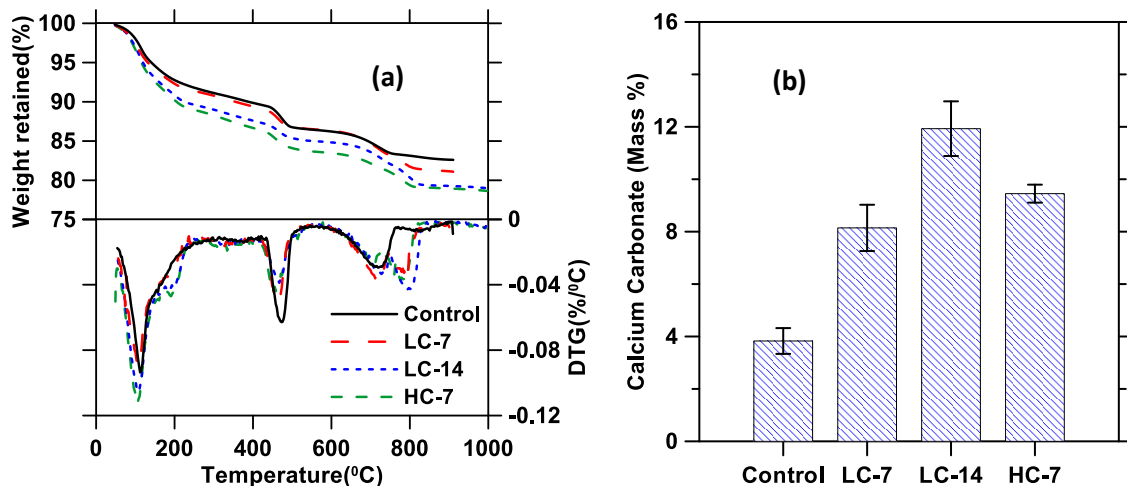 (a)
Weight retained(%)
100
95
90
85
80
75
0
-0.04
-0.08
-0.12
DTG(%/⁰C)
Control
LC-7
LC-14
HC-7
0
200
400
600
800
1000
Temperature(⁰C)
(b)
Calcium Carbonate (Mass %)
16
12
8
4
0
Control
LC-7
LC-14
HC-7